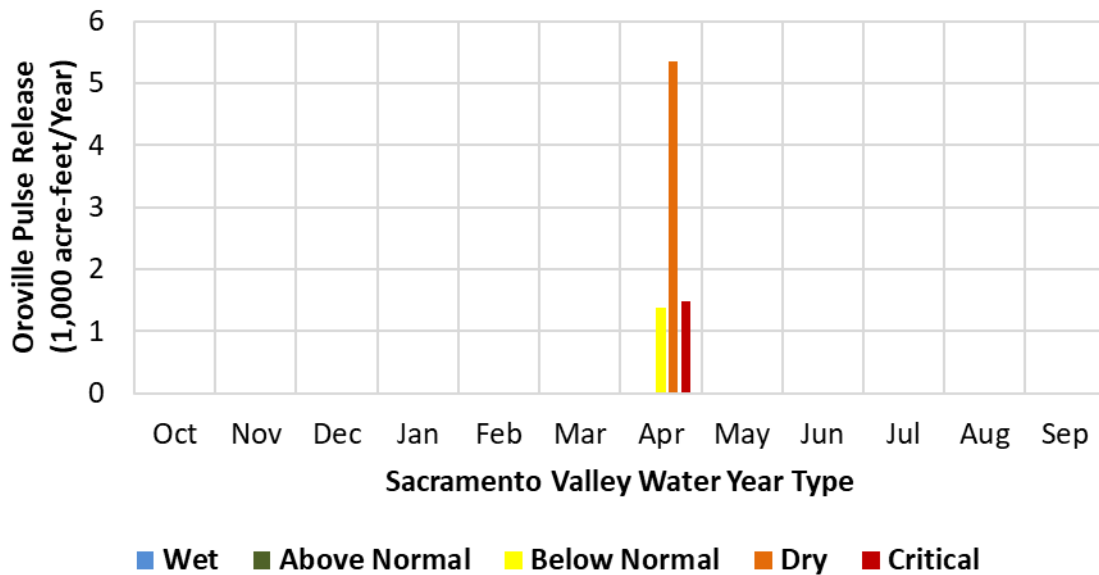 Oroville Pulse Release
(1,000 acre-feet/Year)
6
5
4
3
2
1
0
Oct Nov Dec Jan Feb Mar Apr May Jun Jul Aug Sep
Sacramento Valley Water Year Type
Wet Above Normal Below Normal Dry Critical